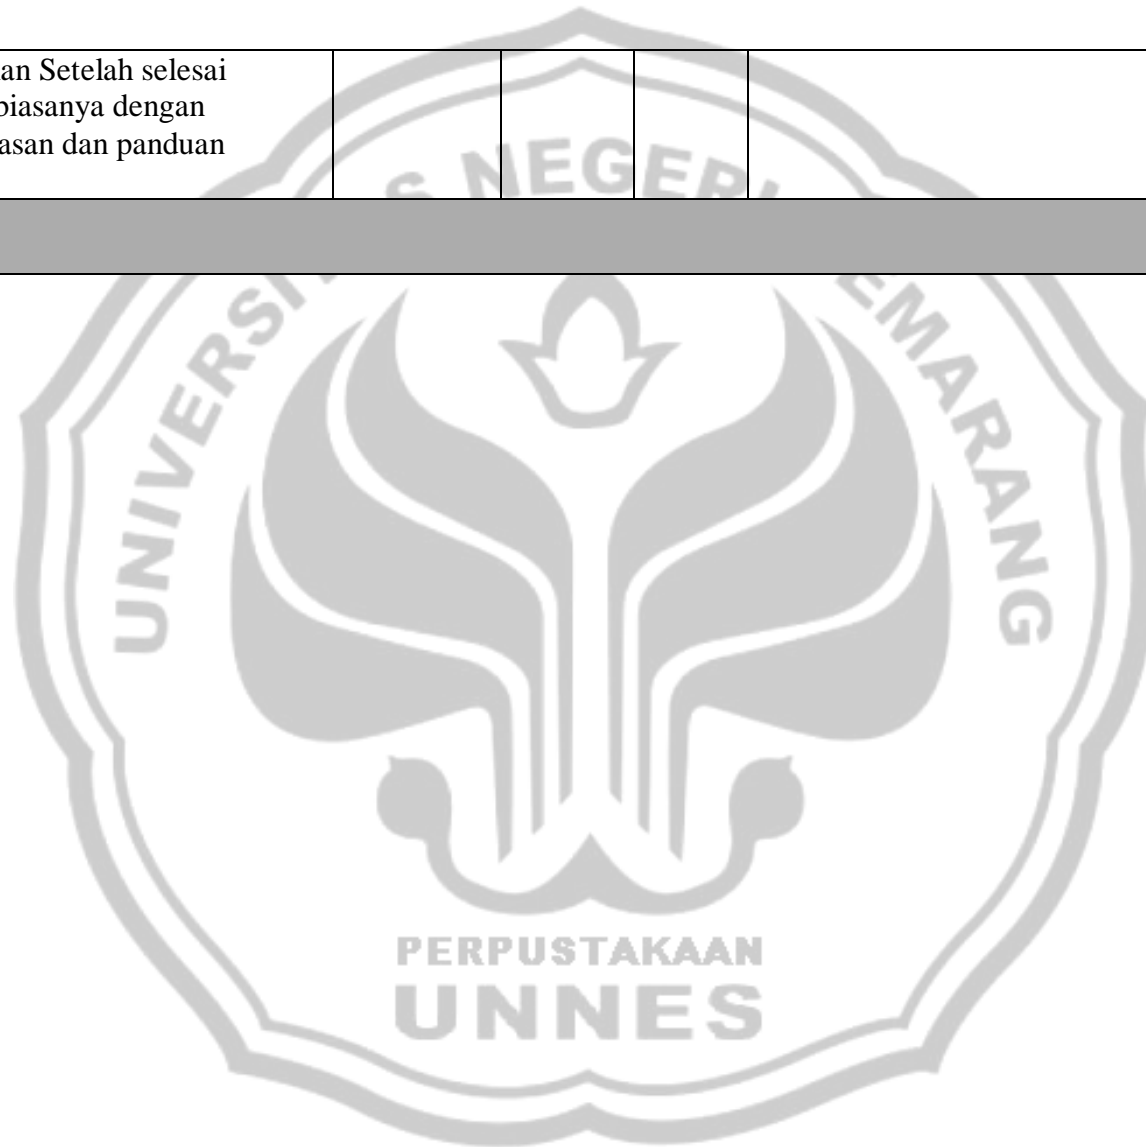 an Setelah selesai
biasanya dengan
asan dan panduan
UNIVERSITAS NEGERI SEMARANG
PERPUSTAKAAN
UNNES